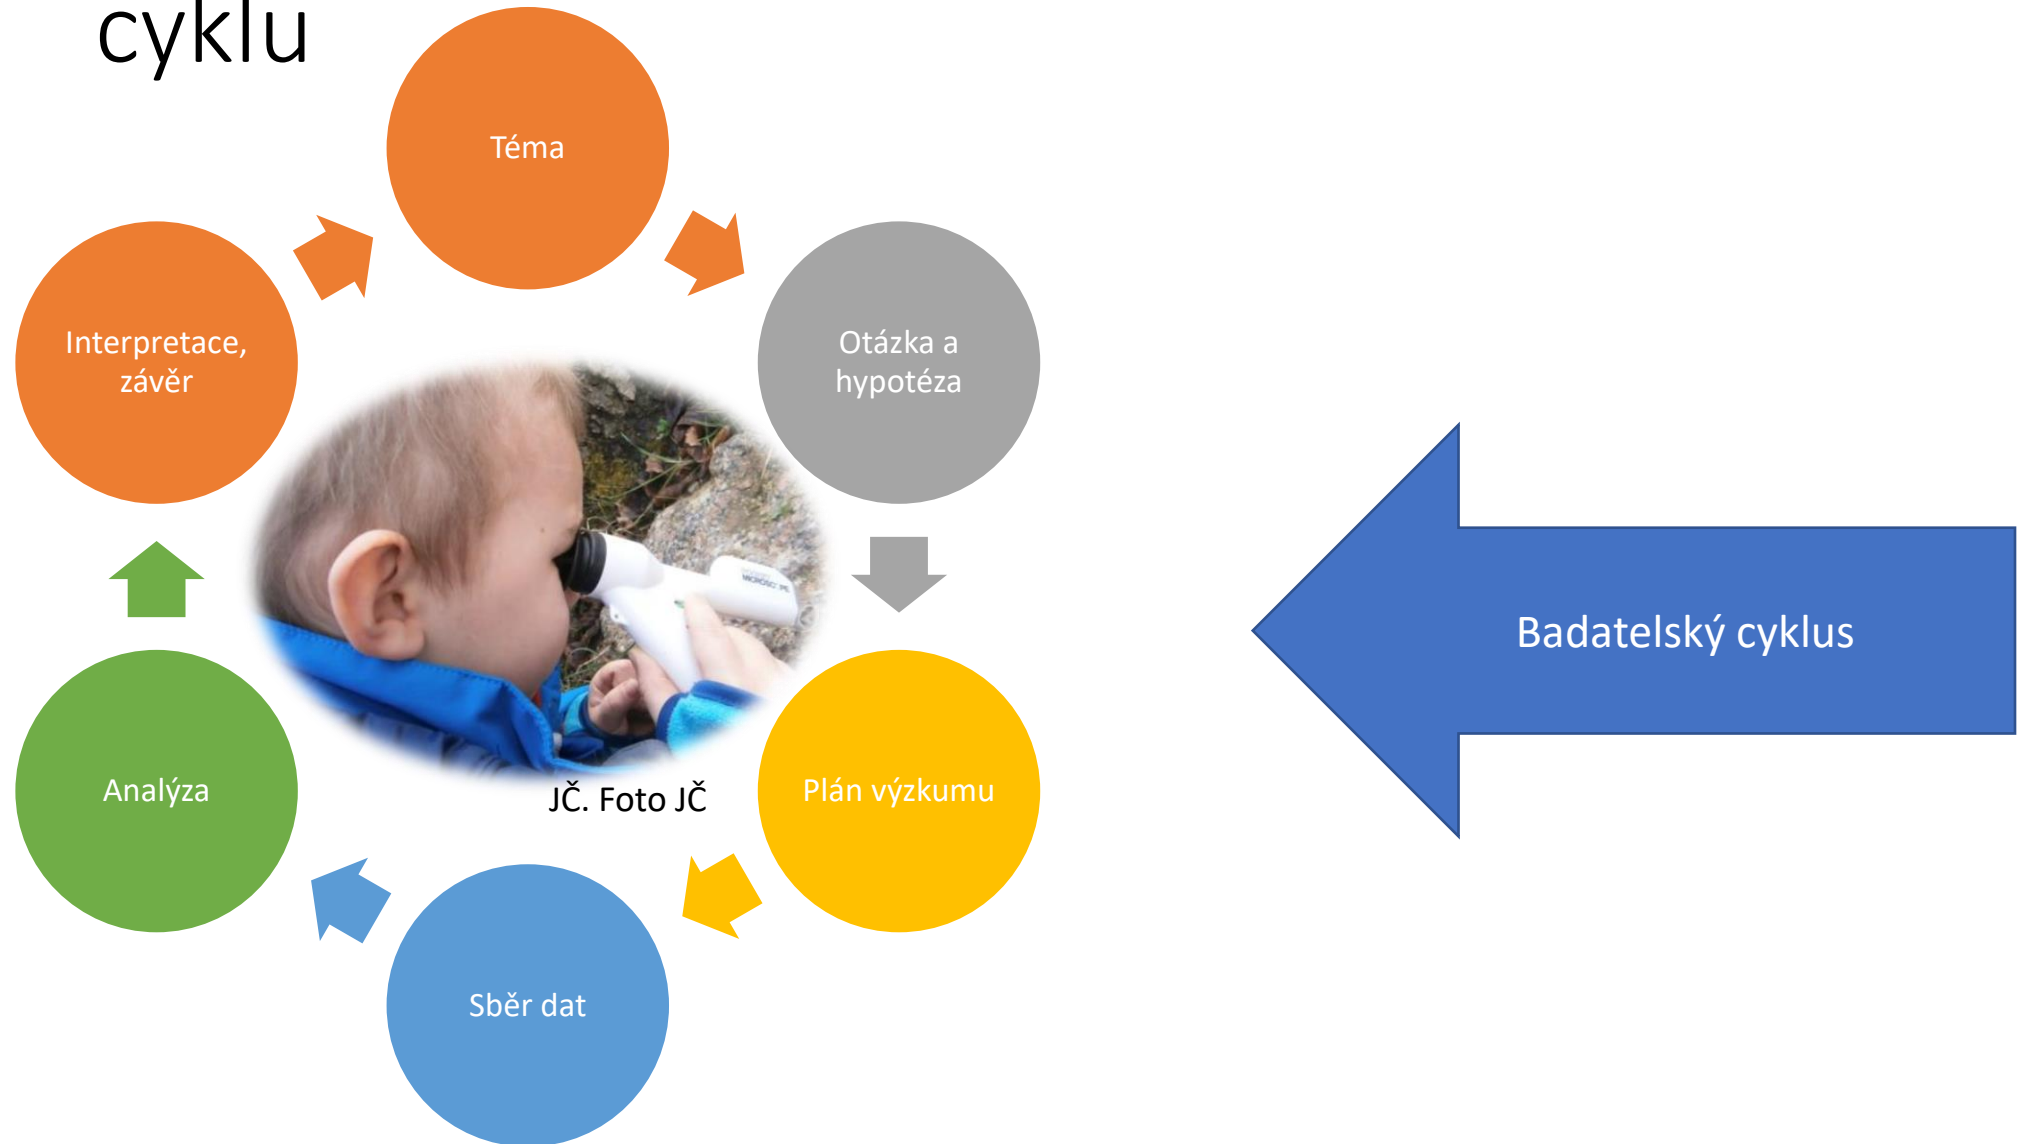 cyklu
Téma
Otázka a
hypotéza
Plán výzkumu
Sběr dat
Analýza
Interpretace,
závěr
JČ. Foto JČ
Badatelský cyklus